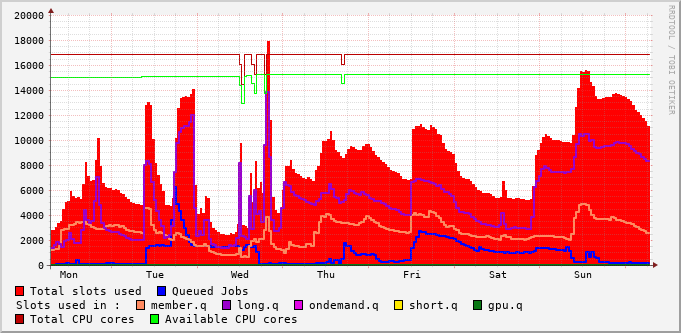 RRDTOOL / TOBI OETIKER
20000
18000
16000
14000
12000
10000
8000
6000
4000
2000
0
Mon Tue Wed Thu Fri Sat Sun
Total slots used Queued Jobs
Slots used in : member.q long.q ondemand.q short.q gpu.q
Total CPU cores Available CPU cores